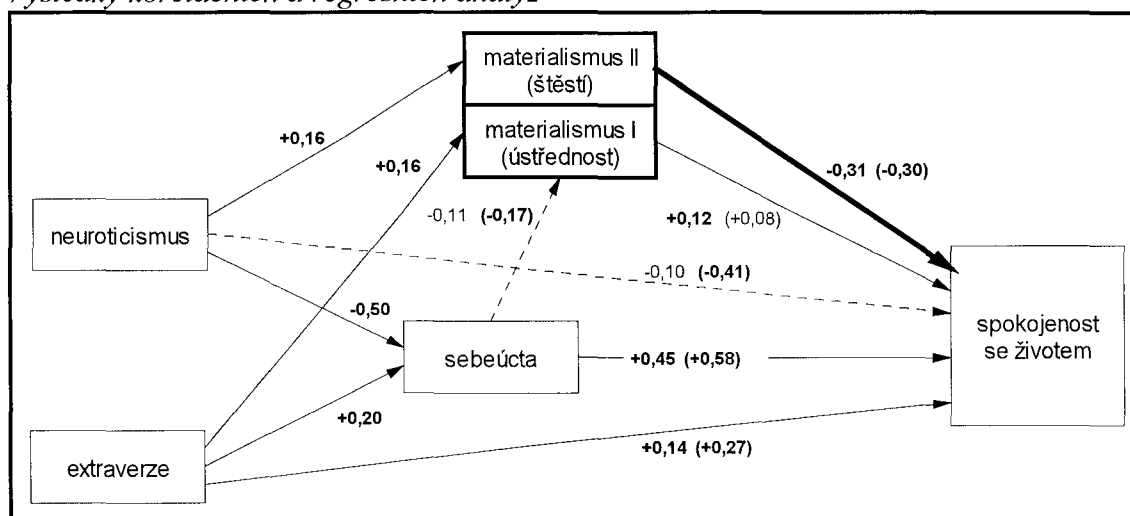 Výsledky korelačních a regresních analýz
materialismus II
(štěstí)
materialismus I
(ústřednost)
+0,16
+0,16
-0,31 (-0,30)
-0,11 (-0,17)
+0,12 (+0,08)
neuroticismus
-0,10 (-0,41)
-0,50
spokojenost
se životem
sebeúcta
+0,45 (+0,58)
+0,20
+0,14 (+0,27)
extraverze